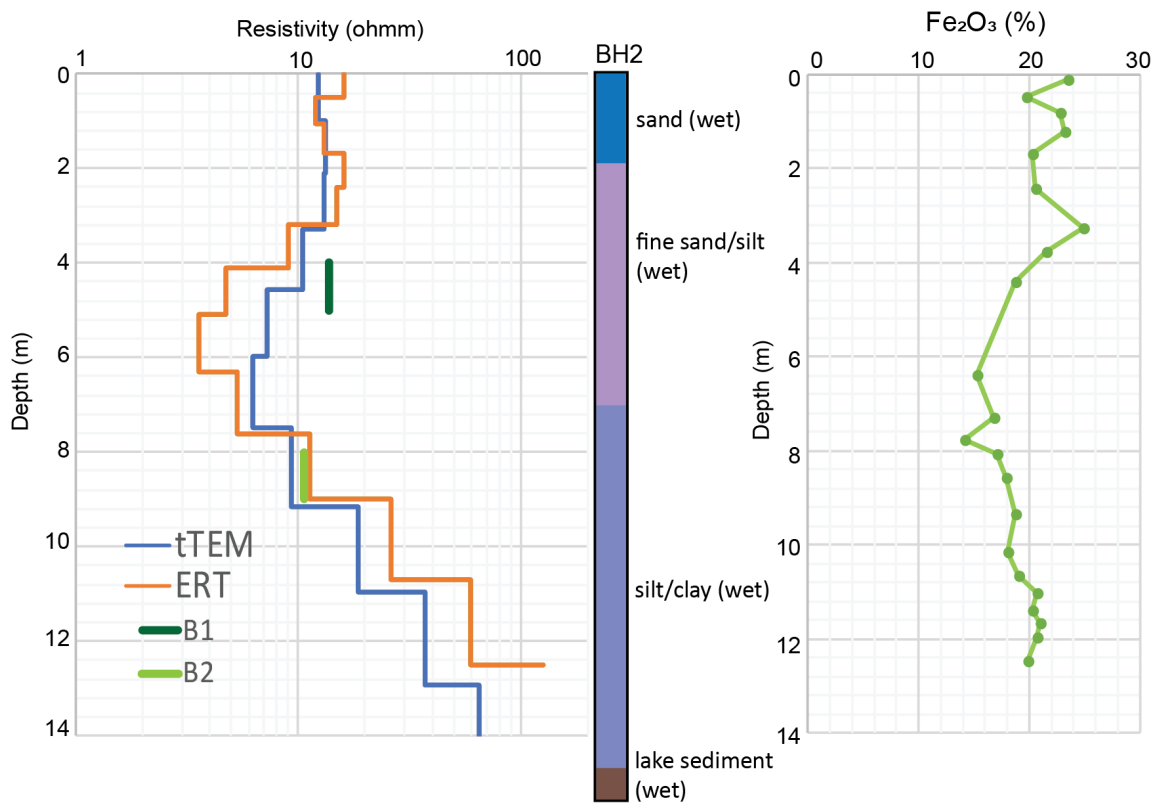 Resistivity (ohmm)
1 10 100
0
2
4
6
8
10
12
14
Depth (m)
tTEM
ERT
B1
B2
BH2
sand (wet)
fine sand/silt
(wet)
silt/clay (wet)
lake sediment
(wet)
Fe₂O₃ (%)
0 10 20 30
0
2
4
6
8
10
12
14
Depth (m)